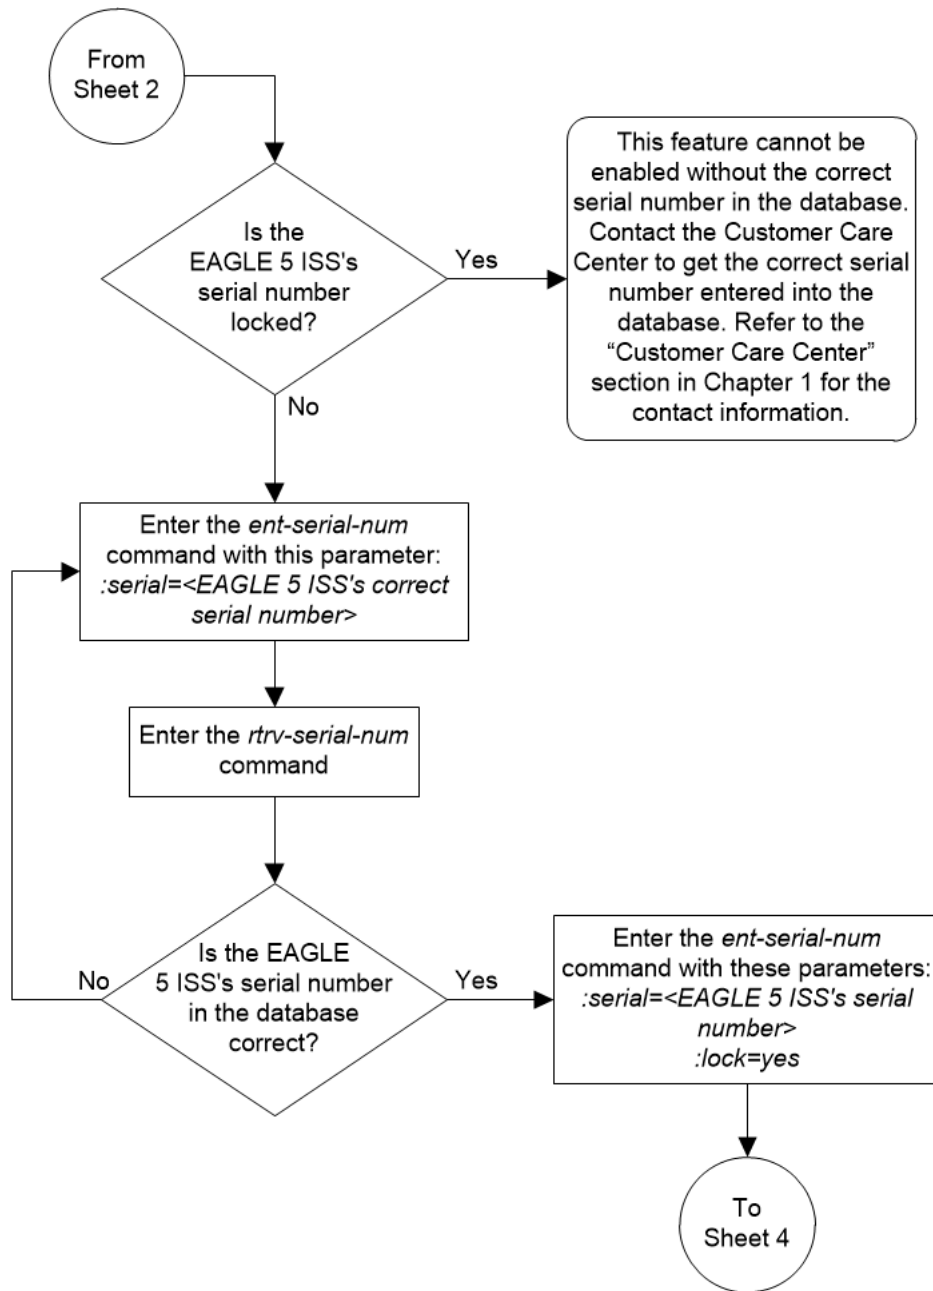 From
Sheet 2
Is the
EAGLE 5 ISS's
serial number
locked?
Yes
This feature cannot be
enabled without the correct
serial number in the database.
Contact the Customer Care
Center to get the correct serial
number entered into the
database. Refer to the
“Customer Care Center”
section in Chapter 1 for the
contact information.
No
Enter the ent-serial-num
command with this parameter:
:serial=<EAGLE 5 ISS's correct
serial number>
Enter the rtrv-serial-num
command
Is the EAGLE
5 ISS's serial number
in the database
correct?
No
Yes
Enter the ent-serial-num
command with these parameters:
:serial=<EAGLE 5 ISS's serial
number>
:lock=yes
To
Sheet 4